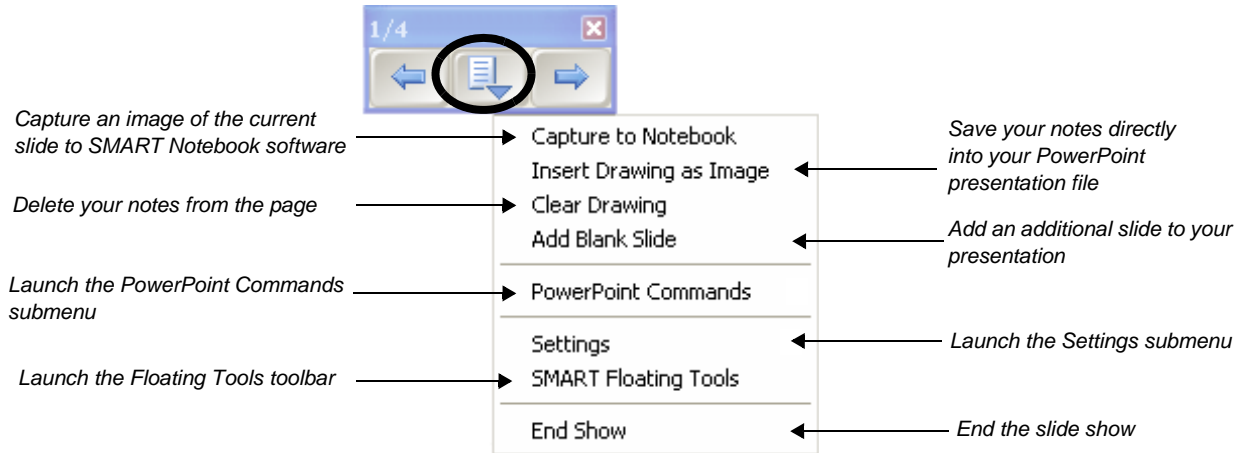 1/4
Capture an image of the current
slide to SMART Notebook software
Delete your notes from the page
Launch the PowerPoint Commands
submenu
Launch the Floating Tools toolbar
Capture to Notebook
Insert Drawing as Image
Clear Drawing
Add Blank Slide
PowerPoint Commands
Settings
SMART Floating Tools
End Show
Save your notes directly
into your PowerPoint
presentation file
Add an additional slide to your
presentation
Launch the Settings submenu
End the slide show